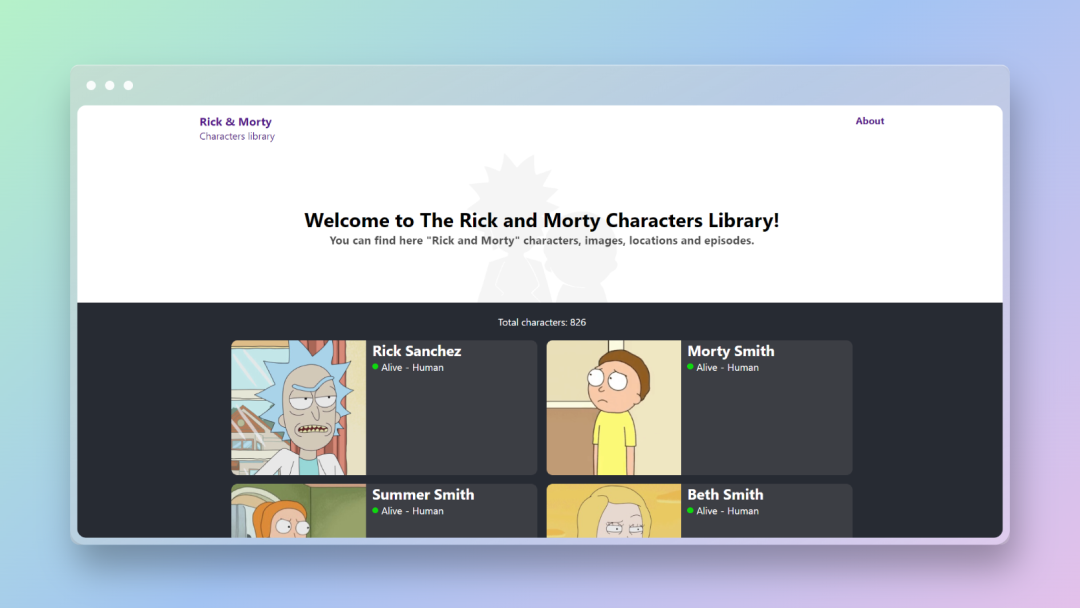 Rick & Morty
Characters library
About
Welcome to The Rick and Morty Characters Library!
You can find here "Rick and Morty" characters, images, locations and episodes.
Total characters: 826
Rick Sanchez
Alive - Human
Morty Smith
Alive - Human
Summer Smith
Alive - Human
Beth Smith
Alive - Human